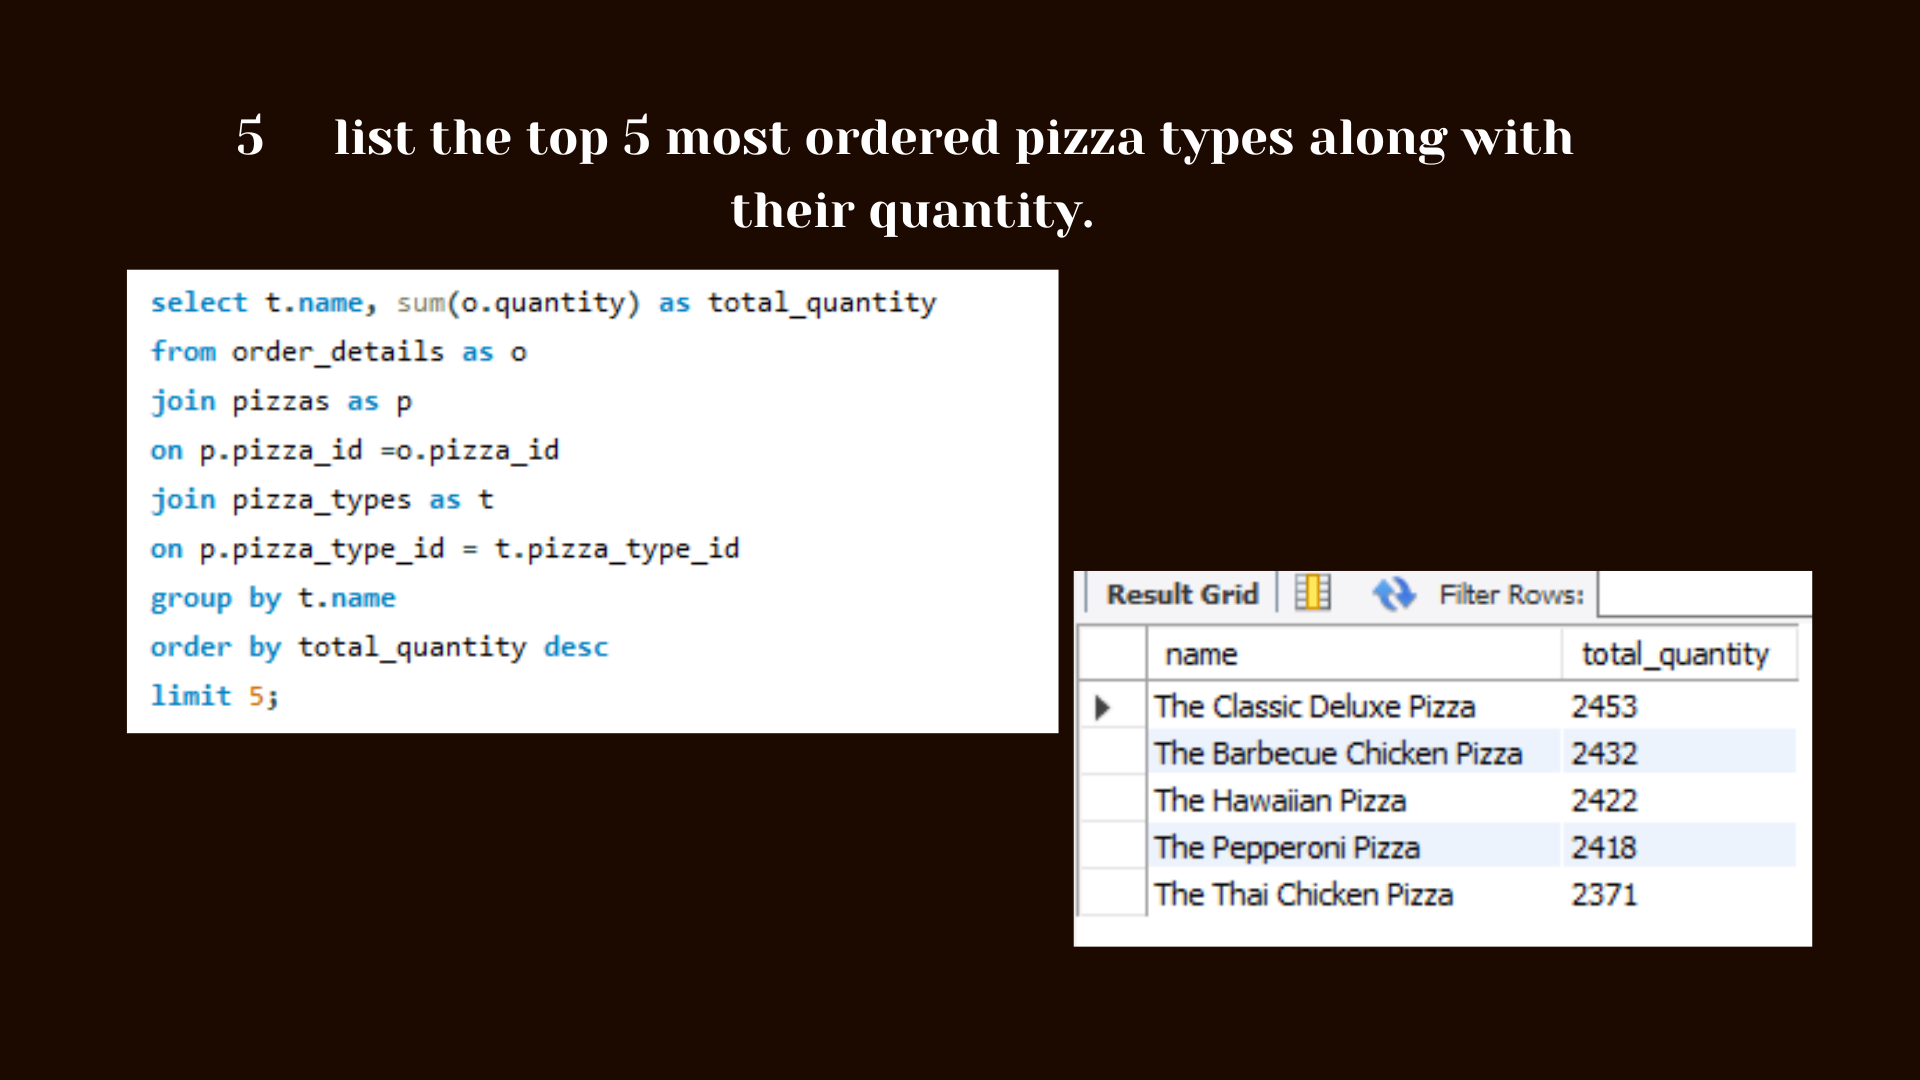 5 list the top 5 most ordered pizza types along with
their quantity.
select t.name, sum(o.quantity) as total_quantity
from order_details as o
join pizzas as p
on p.pizza_id =o.pizza_id
join pizza_types as t
on p.pizza_type_id = t.pizza_type_id
group by t.name
order by total_quantity desc
limit 5;
Result Grid Filter Rows:
name total_quantity
The Classic Deluxe Pizza 2453
The Barbecue Chicken Pizza 2432
The Hawaiian Pizza 2422
The Pepperoni Pizza 2418
The Thai Chicken Pizza 2371